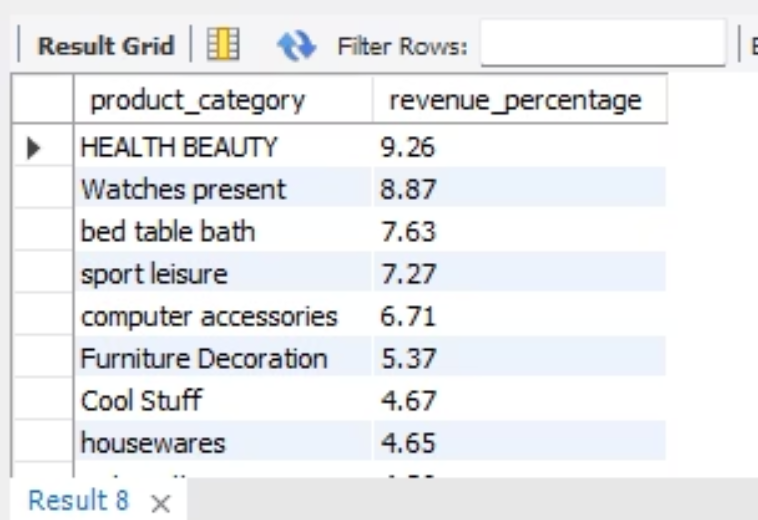 Result Grid Filter Rows: E
product_category revenue_percentage
HEALTH BEAUTY 9.26
Watches present 8.87
bed table bath 7.63
sport leisure 7.27
computer accessories 6.71
Furniture Decoration 5.37
Cool Stuff 4.67
housewares 4.65
Result 8